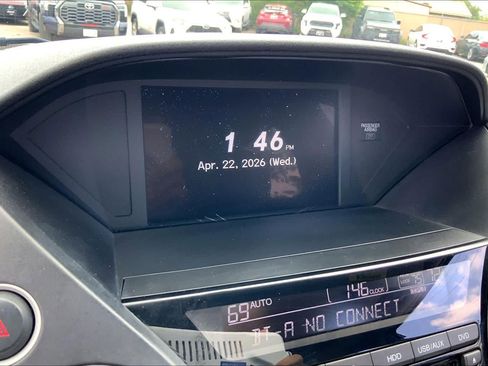 1 46 PM
Apr. 22, 2026 (Wed.)
PASSENGER
AIRBAG
69 AUTO
146 CLOCK
BT-A NO CONNECT
HDD
USB/AUX
DVD